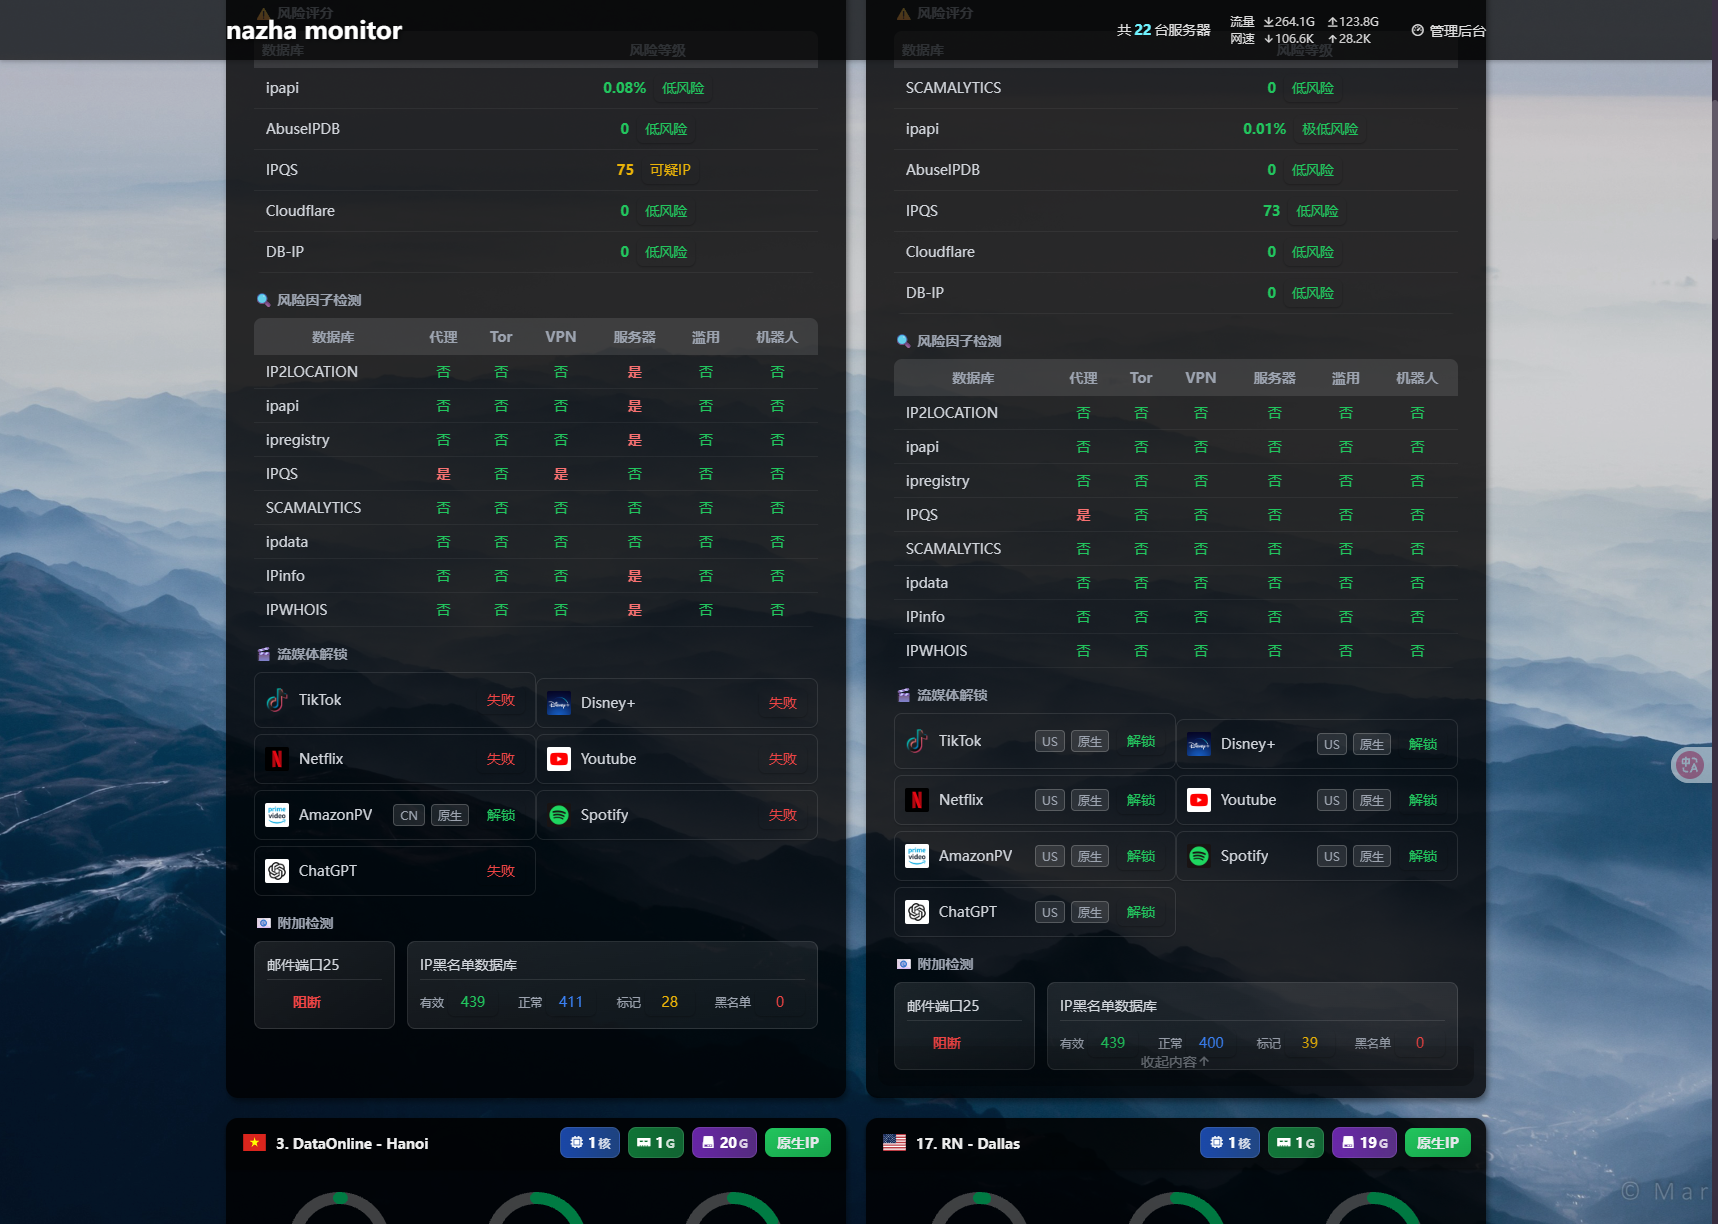 nazha monitor
共 22 台服务器
流量 ↓264.1G ↑123.8G
网速 ↓106.6K ↑28.2K
管理后台
风险评分
数据库 风险等级
ipapi 0.08% 低风险
AbuseIPDB 0 低风险
IPQS 75 可疑IP
Cloudflare 0 低风险
DB-IP 0 低风险
风险因子检测
数据库 代理 Tor VPN 服务器 滥用 机器人
IP2LOCATION 否 否 否 是 否 否
ipapi 否 否 否 是 否 否
ipregistry 否 否 否 是 否 否
IPQS 是 否 是 否 否 否
SCAMALYTICS 否 否 否 否 否 否
ipdata 否 否 否 否 否 否
IPinfo 否 否 否 是 否 否
IPWHOIS 否 否 否 是 否 否
流媒体解锁
TikTok 失败
Disney+ 失败
Netflix 失败
Youtube 失败
AmazonPV CN 原生 解锁
Spotify 失败
ChatGPT 失败
附加检测
邮件端口25
阻断
IP黑名单数据库
有效 439 正常 411 标记 28 黑名单 0
风险评分
数据库 风险等级
SCAMALYTICS 0 低风险
ipapi 0.01% 极低风险
AbuseIPDB 0 低风险
IPQS 73 低风险
Cloudflare 0 低风险
DB-IP 0 低风险
风险因子检测
数据库 代理 Tor VPN 服务器 滥用 机器人
IP2LOCATION 否 否 否 否 否 否
ipapi 否 否 否 否 否 否
ipregistry 否 否 否 否 否 否
IPQS 是 否 否 否 否 否
SCAMALYTICS 否 否 否 否 否 否
ipdata 否 否 否 否 否 否
IPinfo 否 否 否 否 否 否
IPWHOIS 否 否 否 否 否 否
流媒体解锁
TikTok US 原生 解锁
Disney+ US 原生 解锁
Netflix US 原生 解锁
Youtube US 原生 解锁
AmazonPV US 原生 解锁
Spotify US 原生 解锁
ChatGPT US 原生 解锁
附加检测
邮件端口25
阻断
IP黑名单数据库
有效 439 正常 400 标记 39 黑名单 0
收起内容↑
3. DataOnline - Hanoi 1核 1G 20G 原生IP
17. RN - Dallas 1核 1G 19G 原生IP
© Mar